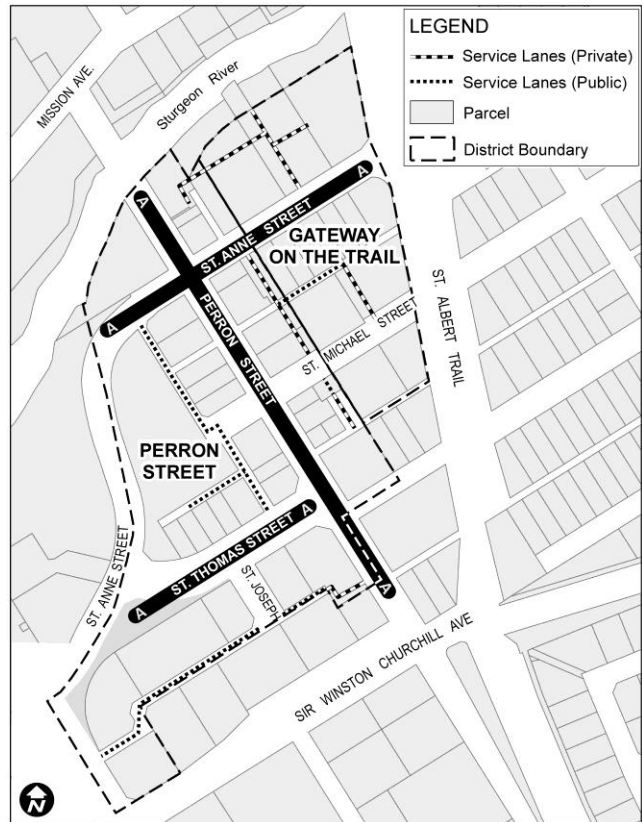 LEGEND
Service Lanes (Private)
Service Lanes (Public)
Parcel
District Boundary
MISSION AVE.
Sturgeon River
A
A
ST. ANNE STREET
A
GATEWAY
ON THE TRAIL
PERRON STREET
ST. ALBERT TRAIL
ST. MICHAEL STREET
PERRON
STREET
A
ST. THOMAS STREET
A
ST. ANNE STREET
ST. JOSEPH
A
SIR WINSTON CHURCHILL AVE
N